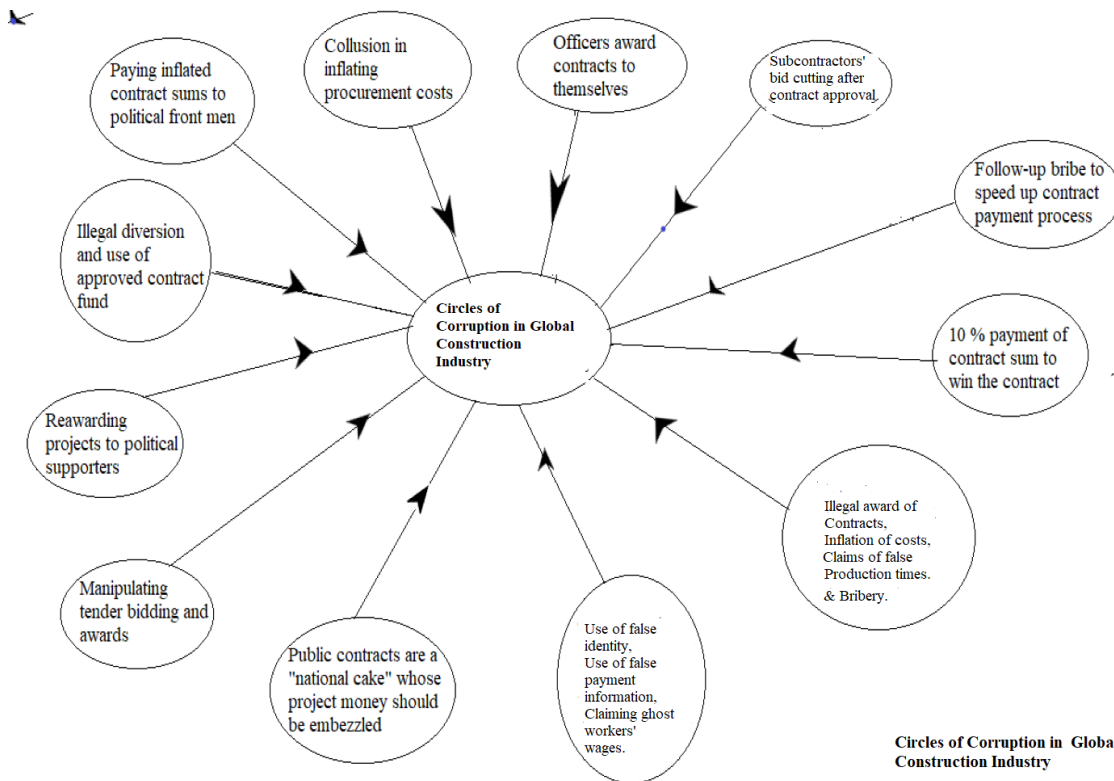 Paying inflated
contract sums to
political front men
Collusion in
inflating
procurement costs
Officers award
contracts to
themselves
Subcontractors'
bid cutting after
contract approval.
Follow-up bribe to
speed up contract
payment process
Illegal diversion
and use of
approved contract
fund
Circles of
Corruption in Global
Construction
Industry
10 % payment of
contract sum to
win the contract
Reawarding
projects to political
supporters
Illegal award of
Contracts,
Inflation of costs,
Claims of false
Production times.
& Bribery.
Manipulating
tender bidding and
awards
Public contracts are a
"national cake" whose
project money should
be embezzled
Use of false
identity,
Use of false
payment
information,
Claiming ghost
workers'
wages.
Circles of Corruption in Globa
Construction Industry